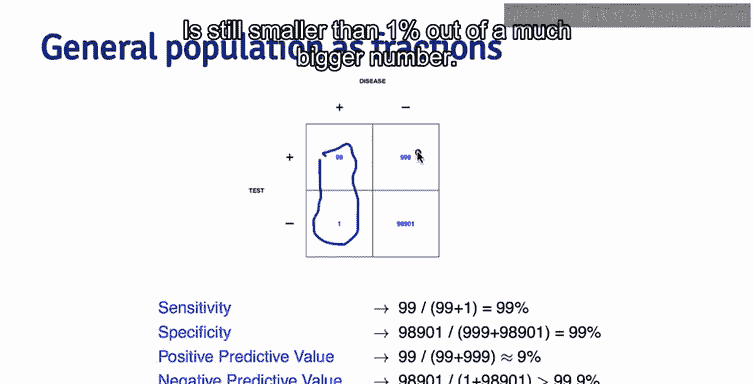 Is still smaller than 1% out of a much
bigger number.
General population as fractions
DISEASE
+ −
+ 99 999
TEST
− 1 98901
Sensitivity → 99 / (99+1) = 99%
Specificity → 98901 / (999+98901) = 99%
Positive Predictive Value → 99 / (99+999) ≈ 9%
Negative Predictive Value → 98901 / (1+98901) > 99.9%